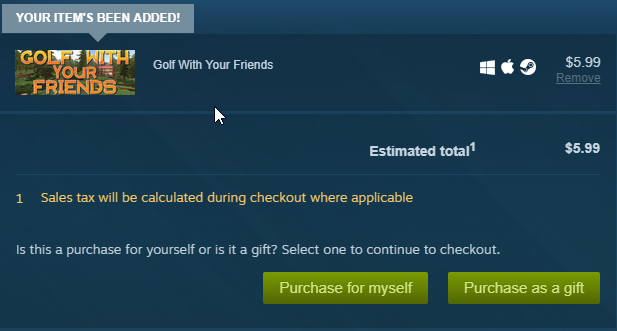 YOUR ITEM'S BEEN ADDED!
GOLF WITH
YOUR
FRIENDS
Golf With Your Friends
$5.99
Remove
Estimated total1
$5.99
1 Sales tax will be calculated during checkout where applicable
Is this a purchase for yourself or is it a gift? Select one to continue to checkout.
Purchase for myself
Purchase as a gift